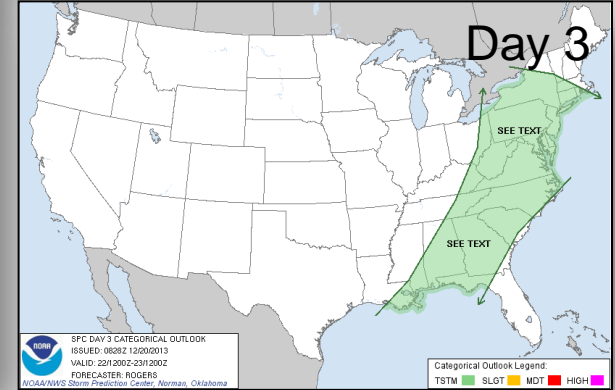 Day 3
SEE TEXT
SEE TEXT
SPC DAY 3 CATEGORICAL OUTLOOK
ISSUED: 0828Z 12/20/2013
VALID: 22/1200Z-23/1200Z
FORECASTER: ROGERS
NOAA/NWS Storm Prediction Center, Norman, Oklahoma
NOAA
Categorical Outlook Legend:
TSTM SLGT MDT HIGH